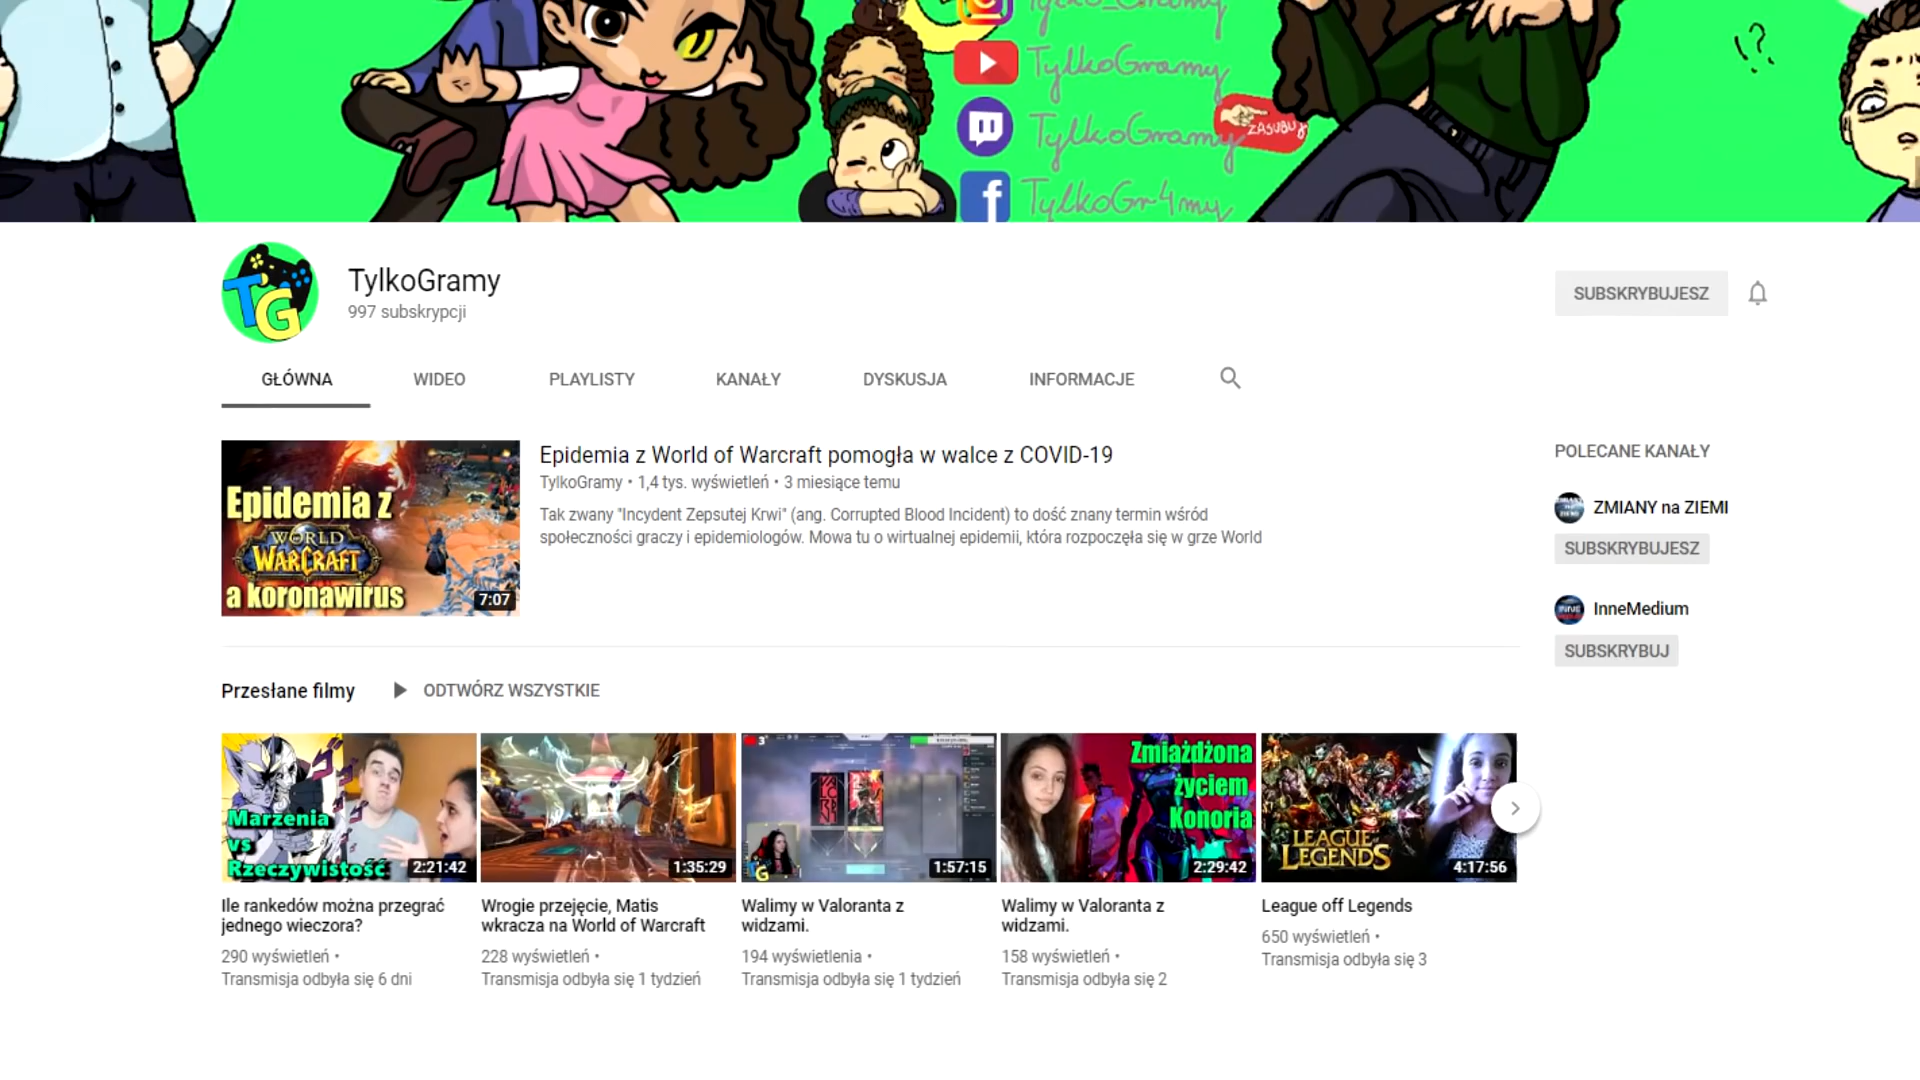 Tylko_Gramy
TylkoGramy
TylkoGramy
ZASUBUJ
TylkoGr4my
!?
TG
TylkoGramy
997 subskrypcji
SUBSKRYBUJESZ
GŁÓWNA
WIDEO
PLAYLISTY
KANAŁY
DYSKUSJA
INFORMACJE
Epidemia z
WORLD
WARCRAFT
a koronawirus
7:07
Epidemia z World of Warcraft pomogła w walce z COVID-19
TylkoGramy • 1,4 tys. wyświetleń • 3 miesiące temu
Tak zwany "Incydent Zepsutej Krwi" (ang. Corrupted Blood Incident) to dość znany termin wśród
społeczności graczy i epidemiologów. Mowa tu o wirtualnej epidemii, która rozpoczęła się w grze World
POLECANE KANAŁY
ZMIANY na ZIEMI
SUBSKRYBUJESZ
InneMedium
SUBSKRYBUJ
Przesłane filmy
ODTWÓRZ WSZYSTKIE
Marzenia
vs
Rzeczywistość
2:21:42
Ile rankedów można przegrać
jednego wieczora?
290 wyświetleń •
Transmisja odbyła się 6 dni
1:35:29
Wrogie przejęcie, Matis
wkracza na World of Warcraft
228 wyświetleń •
Transmisja odbyła się 1 tydzień
1:57:15
Walimy w Valoranta z
widzami.
194 wyświetlenia •
Transmisja odbyła się 1 tydzień
Zmiażdżona
życiem
Konoria
2:29:42
Walimy w Valoranta z
widzami.
158 wyświetleń •
Transmisja odbyła się 2
LEAGUE
LEGENDS
4:17:56
League off Legends
650 wyświetleń •
Transmisja odbyła się 3